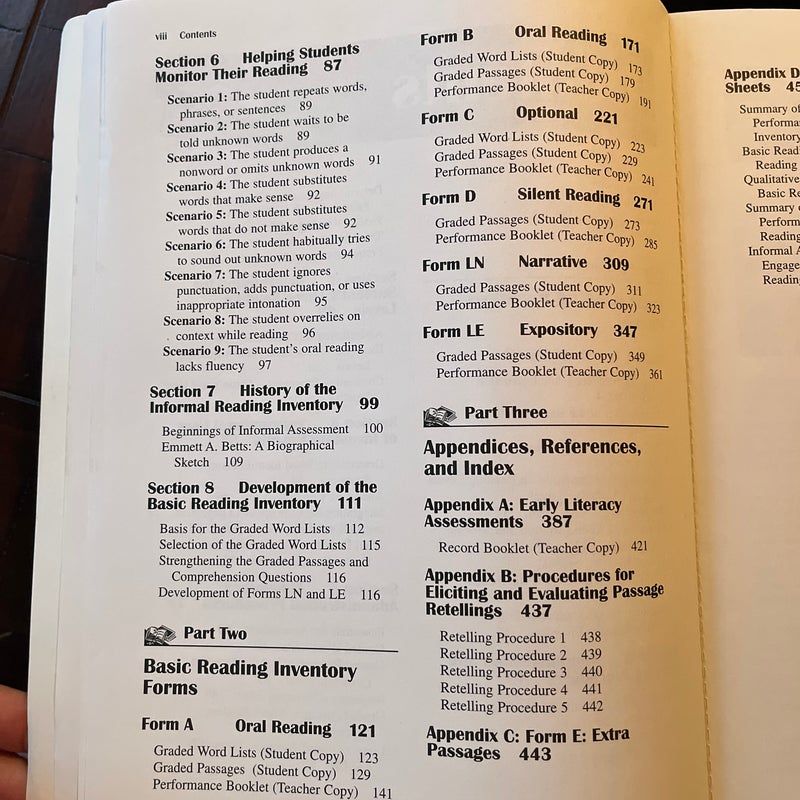 viii Contents
Section 6 Helping Students
Monitor Their Reading 87
Scenario 1: The student repeats words,
phrases, or sentences 89
Scenario 2: The student waits to be
told unknown words 89
Scenario 3: The student produces a
nonword or omits unknown words 91
Scenario 4: The student substitutes
words that make sense 92
Scenario 5: The student substitutes
words that do not make sense 92
Scenario 6: The student habitually tries
to sound out unknown words 94
Scenario 7: The student ignores
punctuation, adds punctuation, or uses
inappropriate intonation 95
Scenario 8: The student overrelies on
context while reading 96
Scenario 9: The student's oral reading
lacks fluency 97
Section 7 History of the
Informal Reading Inventory 99
Beginnings of Informal Assessment 100
Emmett A. Betts: A Biographical
Sketch 109
Section 8 Development of the
Basic Reading Inventory 111
Basis for the Graded Word Lists 112
Selection of the Graded Word Lists 115
Strengthening the Graded Passages and
Comprehension Questions 116
Development of Forms LN and LE 116
Part Two
Basic Reading Inventory
Forms
Form A Oral Reading 121
Graded Word Lists (Student Copy) 123
Graded Passages (Student Copy) 129
Performance Booklet (Teacher Copy) 141
Form B Oral Reading 171
Graded Word Lists (Student Copy) 173
Graded Passages (Student Copy) 179
Performance Booklet (Teacher Copy) 191
Form C Optional 221
Graded Word Lists (Student Copy) 223
Graded Passages (Student Copy) 229
Performance Booklet (Teacher Copy) 241
Form D Silent Reading 271
Graded Passages (Student Copy) 273
Performance Booklet (Teacher Copy) 285
Form LN Narrative 309
Graded Passages (Student Copy) 311
Performance Booklet (Teacher Copy) 323
Form LE Expository 347
Graded Passages (Student Copy) 349
Performance Booklet (Teacher Copy) 361
Part Three
Appendices, References,
and Index
Appendix A: Early Literacy
Assessments 387
Record Booklet (Teacher Copy) 421
Appendix B: Procedures for
Eliciting and Evaluating Passage
Retellings 437
Retelling Procedure 1 438
Retelling Procedure 2 439
Retelling Procedure 3 440
Retelling Procedure 4 441
Retelling Procedure 5 442
Appendix C: Form E: Extra
Passages 443
Appendix D
Sheets
Summary of
Inventory
Basic
Reading
Qualitative
Basic
Summary
Reading
Informal
Reading